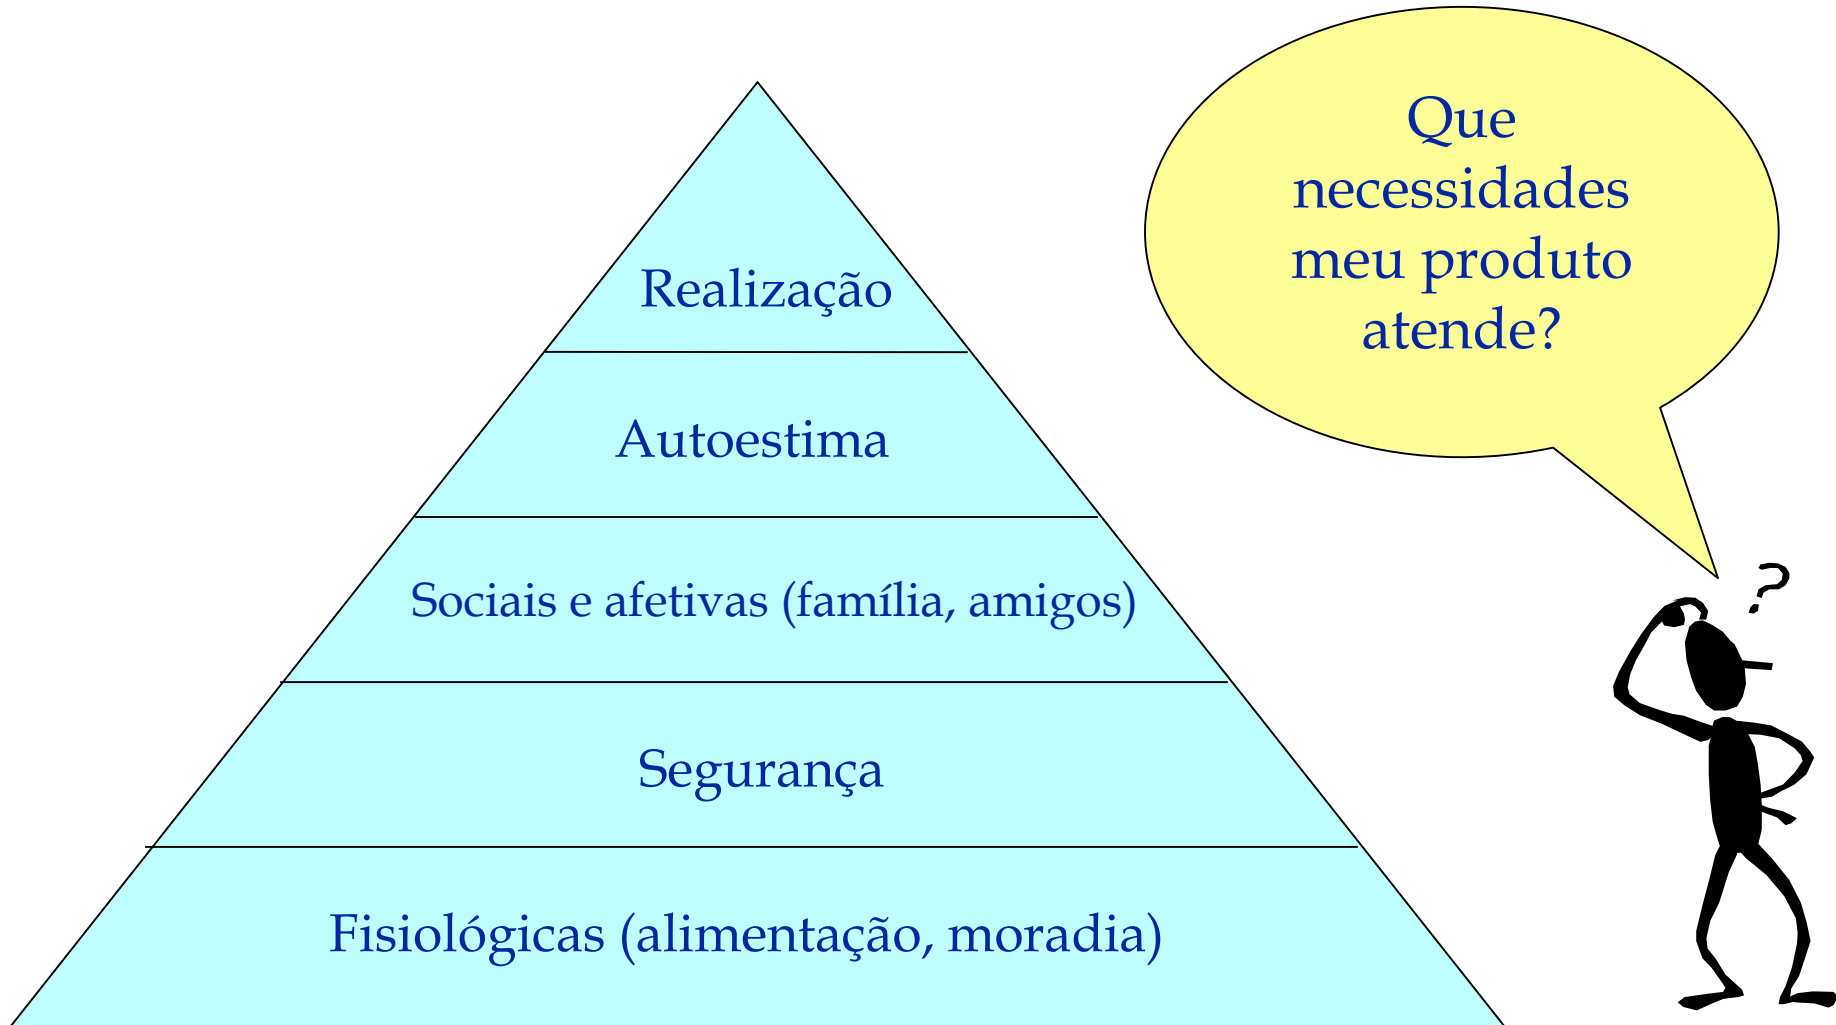 Que
necessidades
meu produto
atende?
Realização
Autoestima
Sociais e afetivas (família, amigos)
Segurança
Fisiológicas (alimentação, moradia)
?